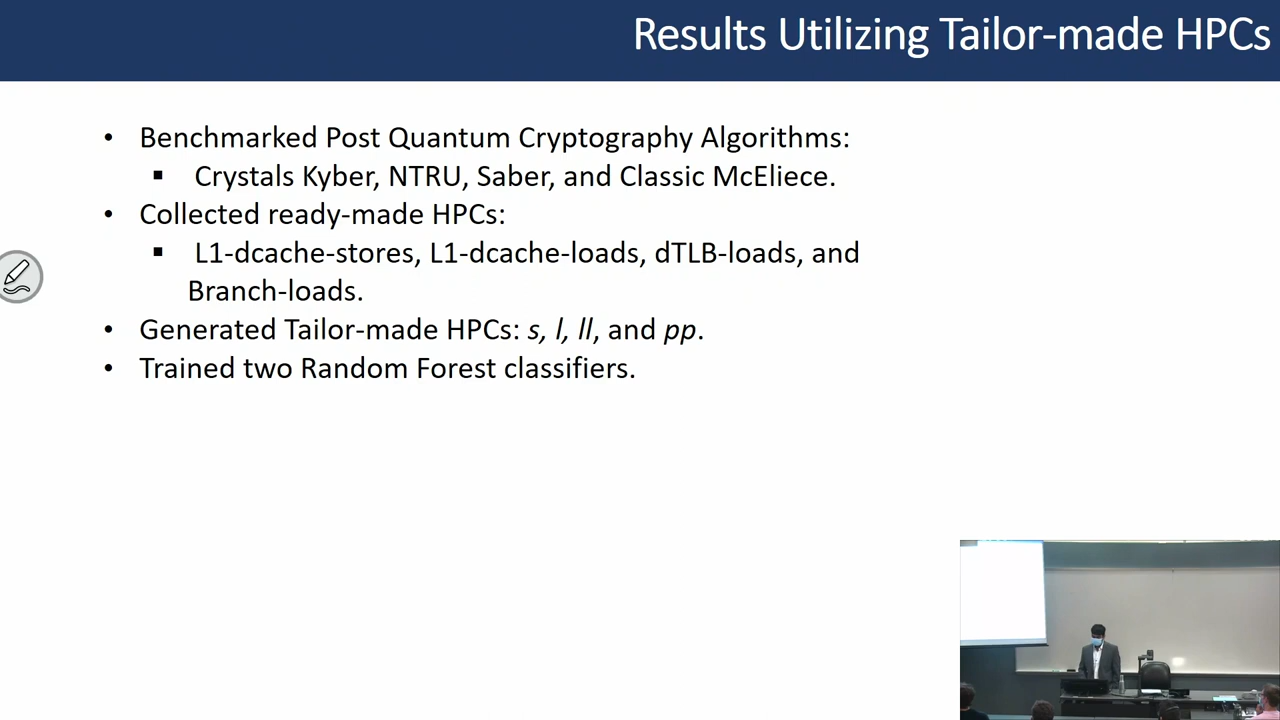 Results Utilizing Tailor-made HPCs
• Benchmarked Post Quantum Cryptography Algorithms:
▪ Crystals Kyber, NTRU, Saber, and Classic McEliece.
• Collected ready-made HPCs:
▪ L1-dcache-stores, L1-dcache-loads, dTLB-loads, and
Branch-loads.
• Generated Tailor-made HPCs: s, l, ll, and pp.
• Trained two Random Forest classifiers.